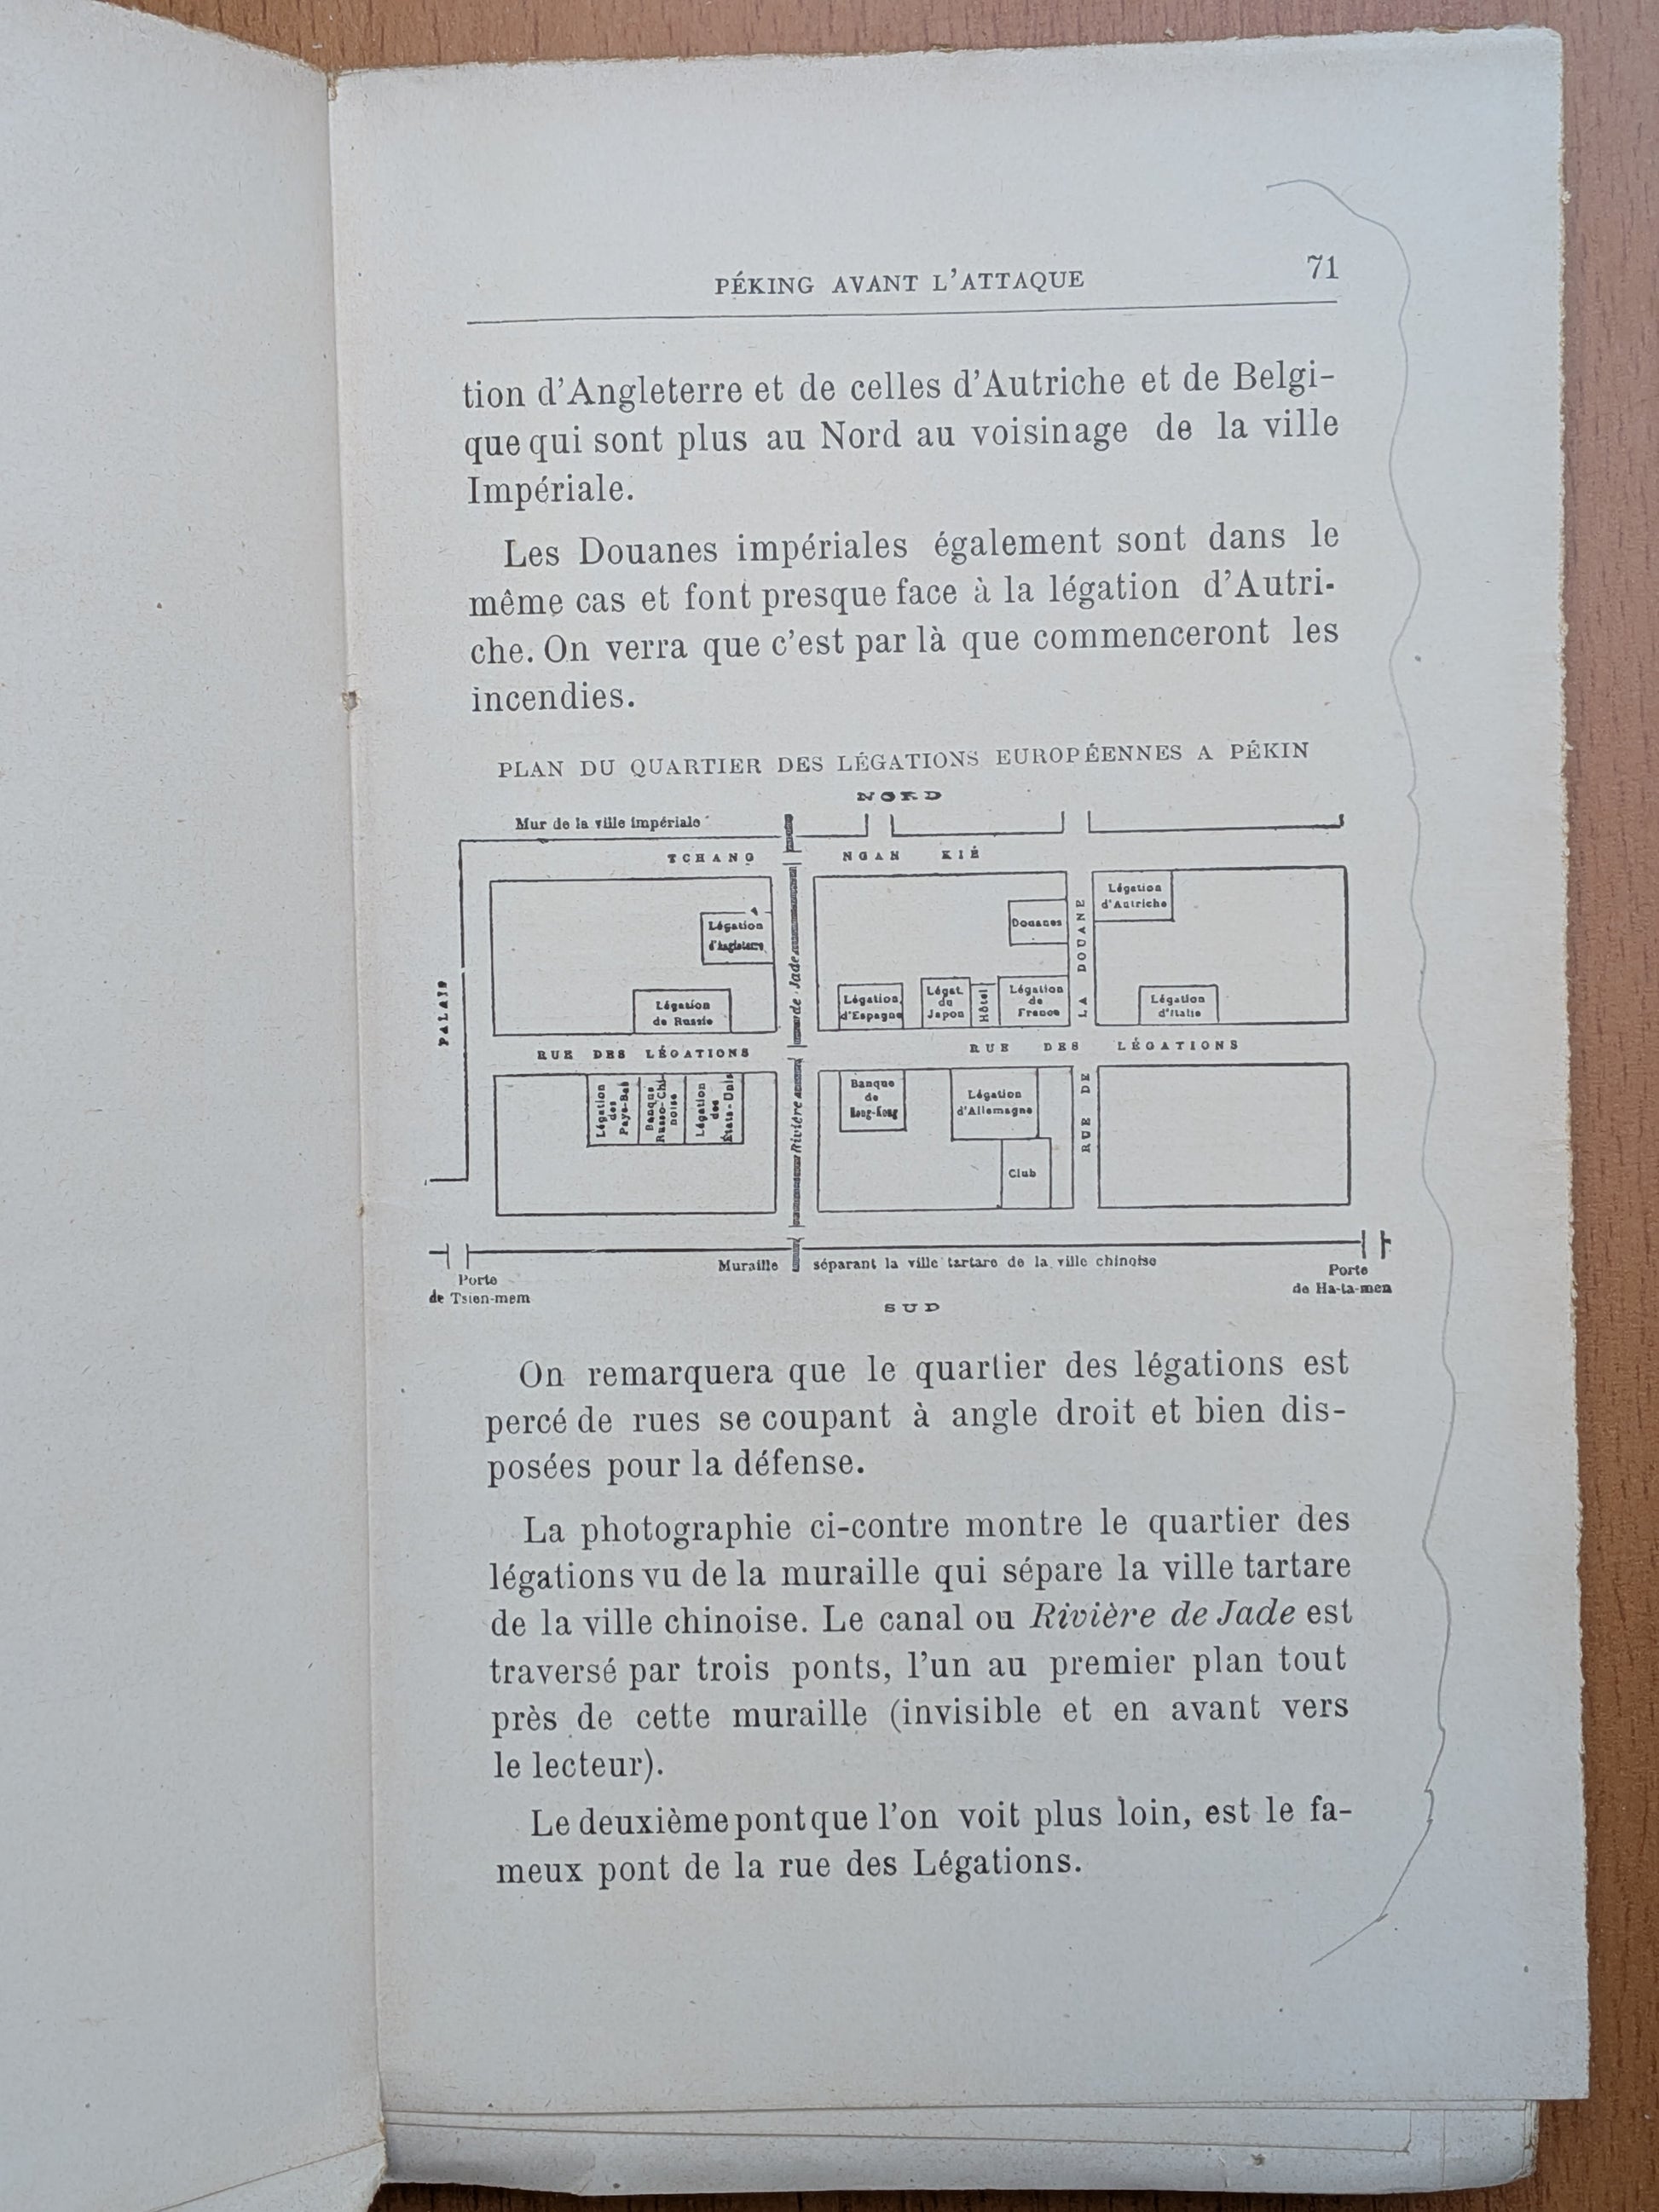 PÉKING AVANT L'ATTAQUE 71
tion d'Angleterre et de celles d'Autriche et de Belgi-
que qui sont plus au Nord au voisinage de la ville
Impériale.
Les Douanes impériales également sont dans le
même cas et font presque face à la légation d'Autri-
che. On verra que c'est par là que commenceront les
incendies.
PLAN DU QUARTIER DES LÉGATIONS EUROPÉENNES A PÉKIN
NORD
Mur de la ville impériale
TCHANG NGAN KIÉ
Légation
d'Autriche
Légation
d'Angleterre
Douanes
PALAIS
Rivière de Jade
Légation
de Russie
Légation
d'Espagne
Légat.
du
Japon
Hôtel
Légation
de
France
RUE DE LA DOUANE
Légation
d'Italie
RUE DES LÉGATIONS
RUE DES LÉGATIONS
Légation
des
Pays-Bas
Banque
Russo-Chi-
noise
Légation
des
États-Unis
Banque
de
Hong-Kong
Légation
d'Allemagne
Club
Muraille séparant la ville tartare de la ville chinoise
Porte
de Tsien-mem
Porte
de Ha-ta-men
SUD
On remarquera que le quartier des légations est
percé de rues se coupant à angle droit et bien dis-
posées pour la défense.
La photographie ci-contre montre le quartier des
légations vu de la muraille qui sépare la ville tartare
de la ville chinoise. Le canal ou Rivière de Jade est
traversé par trois ponts, l'un au premier plan tout
près de cette muraille (invisible et en avant vers
le lecteur).
Le deuxième pont que l'on voit plus loin, est le fa-
meux pont de la rue des Légations.